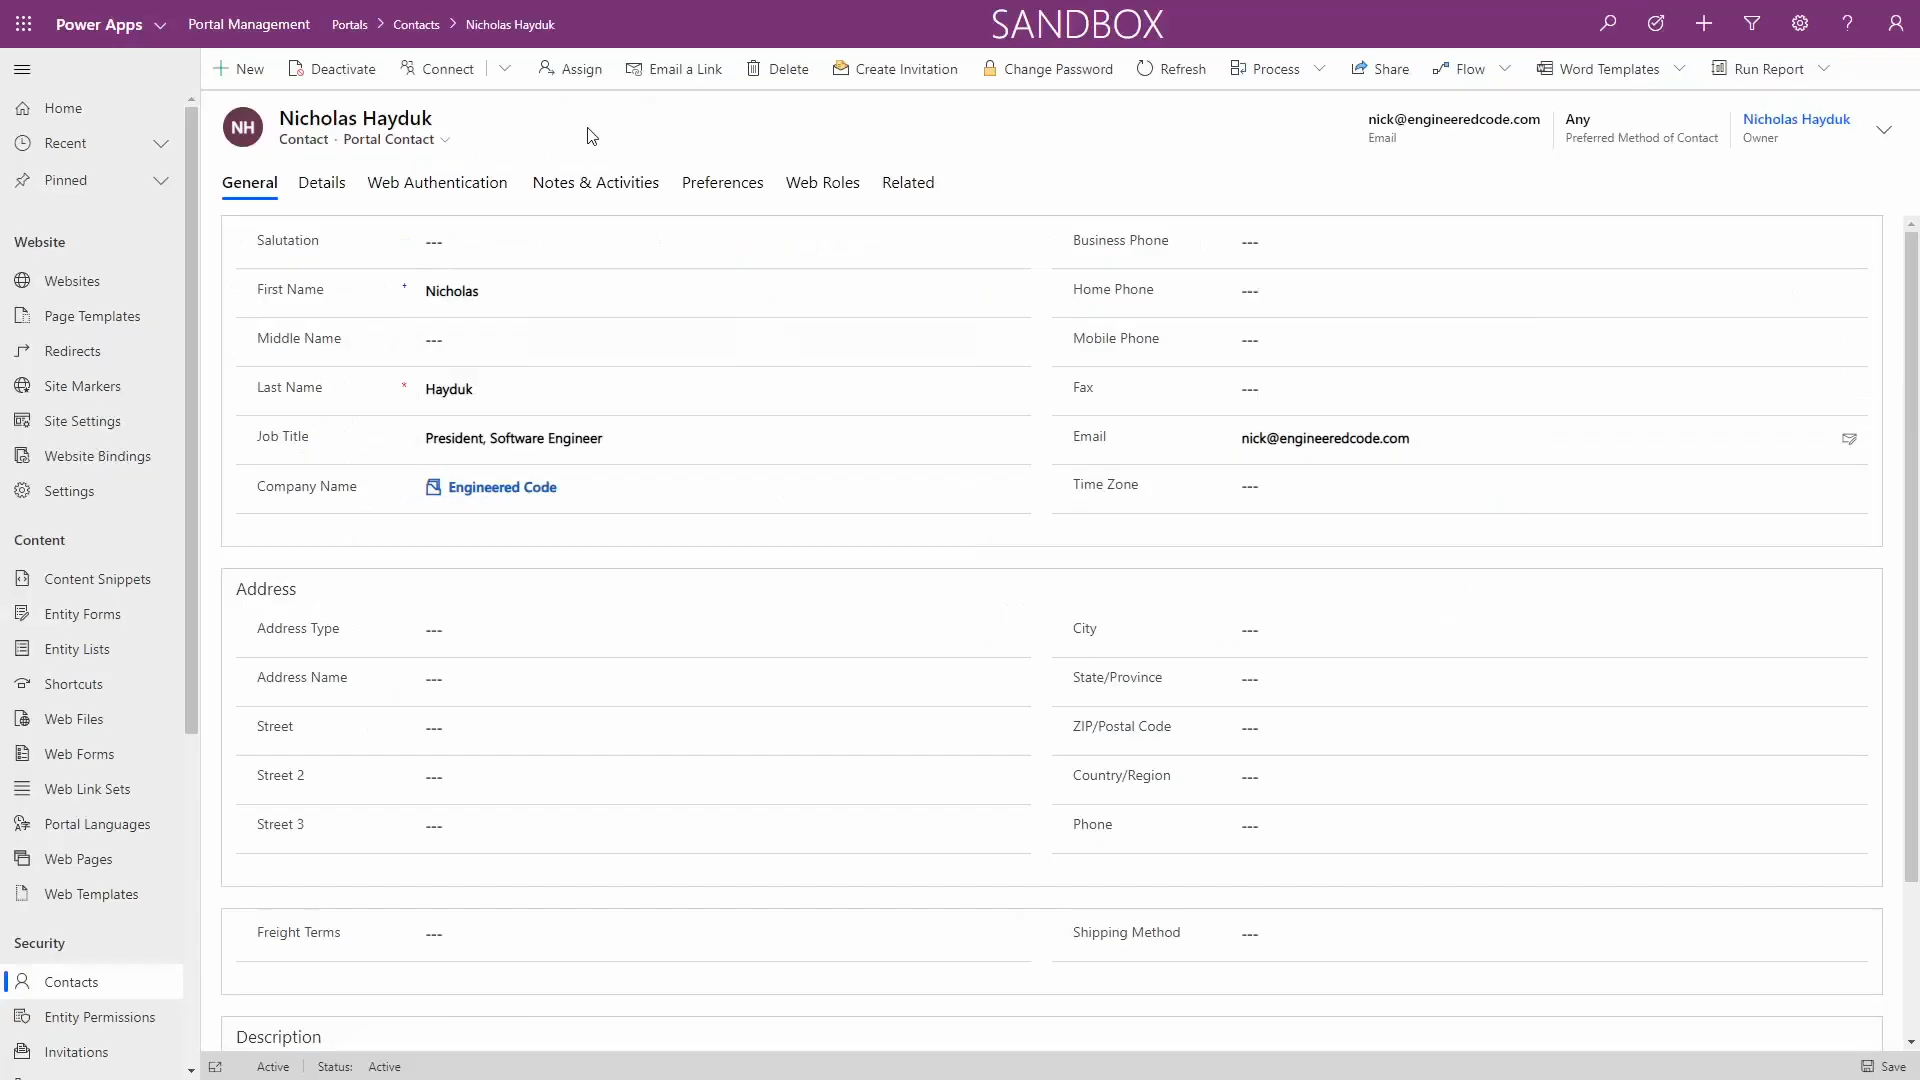 Power Apps Portal Management Portals Contacts Nicholas Hayduk SANDBOX
New Deactivate Connect Assign Email a Link Delete Create Invitation Change Password Refresh Process Share Flow Word Templates Run Report
Home
Recent
Pinned
Website
Websites
Page Templates
Redirects
Site Markers
Site Settings
Website Bindings
Settings
Content
Content Snippets
Entity Forms
Entity Lists
Shortcuts
Web Files
Web Forms
Web Link Sets
Portal Languages
Web Pages
Web Templates
Security
Contacts
Entity Permissions
Invitations
NH
Nicholas Hayduk
Contact · Portal Contact
nick@engineeredcode.com
Email
Any
Preferred Method of Contact
Nicholas Hayduk
Owner
General Details Web Authentication Notes & Activities Preferences Web Roles Related
Salutation ---
First Name + Nicholas
Middle Name ---
Last Name * Hayduk
Job Title President, Software Engineer
Company Name Engineered Code
Business Phone ---
Home Phone ---
Mobile Phone ---
Fax ---
Email nick@engineeredcode.com
Time Zone ---
Address
Address Type ---
Address Name ---
Street ---
Street 2 ---
Street 3 ---
City ---
State/Province ---
ZIP/Postal Code ---
Country/Region ---
Phone ---
Freight Terms ---
Shipping Method ---
Description
Active Status: Active Save